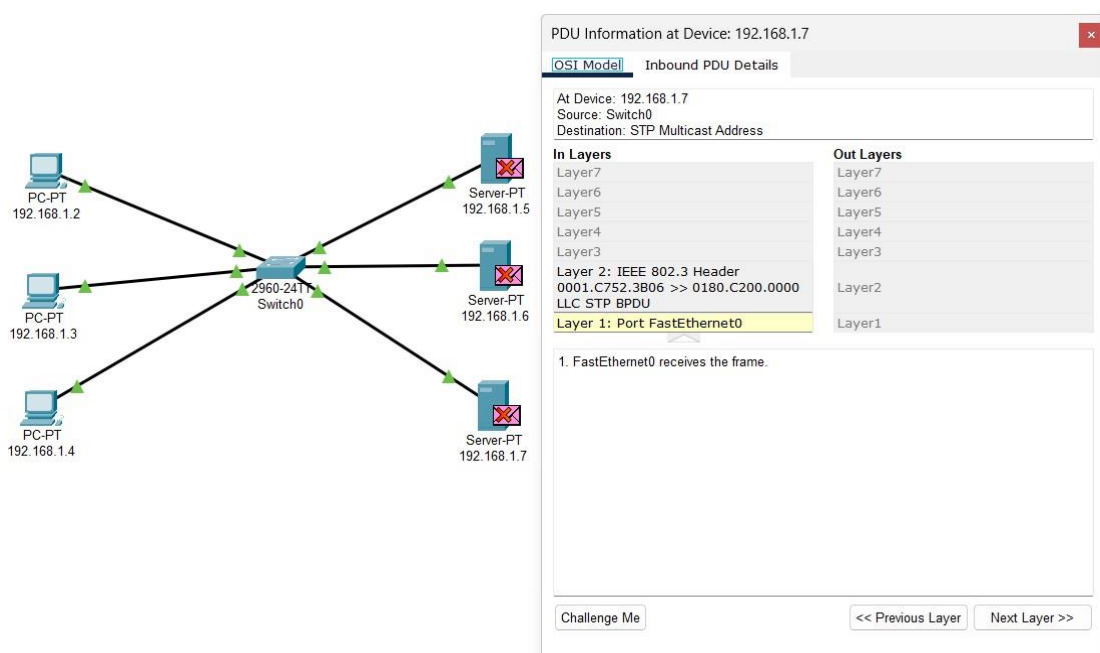 PC-PT
192.168.1.2
PC-PT
192.168.1.3
PC-PT
192.168.1.4
2960-24TT
Switch0
Server-PT
192.168.1.5
Server-PT
192.168.1.6
Server-PT
192.168.1.7
PDU Information at Device: 192.168.1.7
OSI Model Inbound PDU Details
At Device: 192.168.1.7
Source: Switch0
Destination: STP Multicast Address
In Layers
Layer7
Layer6
Layer5
Layer4
Layer3
Layer 2: IEEE 802.3 Header
0001.C752.3B06 >> 0180.C200.0000
LLC STP BPDU
Layer 1: Port FastEthernet0
Out Layers
Layer7
Layer6
Layer5
Layer4
Layer3
Layer2
Layer1
1. FastEthernet0 receives the frame.
Challenge Me << Previous Layer Next Layer >>